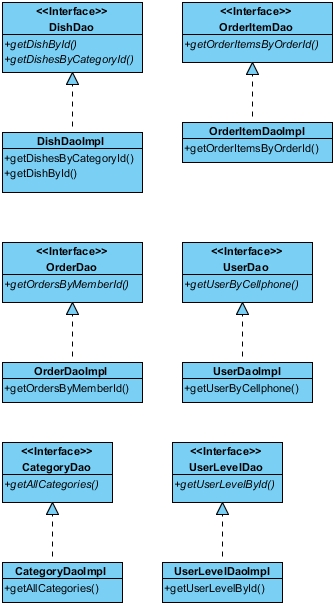 <<Interface>>
DishDao
+getDishById()
+getDishesByCategoryId()
<<Interface>>
OrderItemDao
+getOrderItemsByOrderId()
DishDaoImpl
+getDishesByCategoryId()
+getDishById()
OrderItemDaoImpl
+getOrderItemsByOrderId()
<<Interface>>
OrderDao
+getOrdersByMemberId()
<<Interface>>
UserDao
+getUserByCellphone()
OrderDaoImpl
+getOrdersByMemberId()
UserDaoImpl
+getUserByCellphone()
<<Interface>>
CategoryDao
+getAllCategories()
<<Interface>>
UserLevelDao
+getUserLevelById()
CategoryDaoImpl
+getAllCategories()
UserLevelDaoImpl
+getUserLevelById()